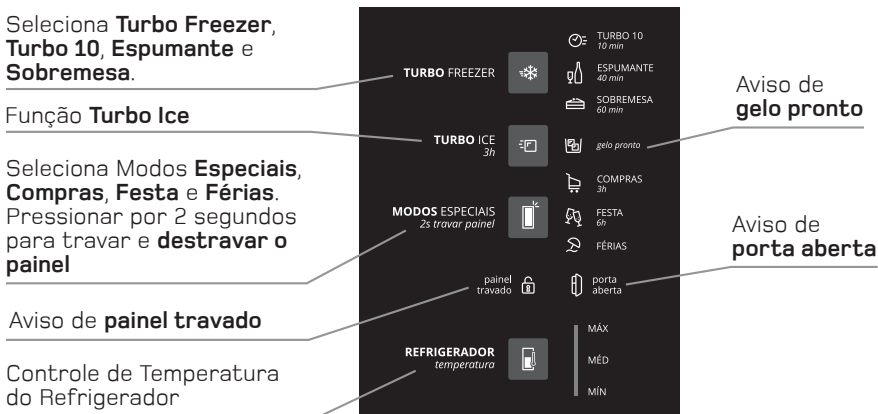 Seleciona Turbo Freezer,
Turbo 10, Espumante e
Sobremesa.
Função Turbo Ice
Seleciona Modos Especiais,
Compras, Festa e Férias.
Pressionar por 2 segundos
para travar e destravar o
painel
Aviso de painel travado
Controle de Temperatura
do Refrigerador
TURBO FREEZER
TURBO ICE
3h
MODOS ESPECIAIS
2s travar painel
painel
travado
REFRIGERADOR
temperatura
TURBO 10
10 min
ESPUMANTE
40 min
SOBREMESA
60 min
gelo pronto
COMPRAS
3h
FESTA
6h
FÉRIAS
porta
aberta
MÁX
MÉD
MÍN
Aviso de
gelo pronto
Aviso de
porta aberta